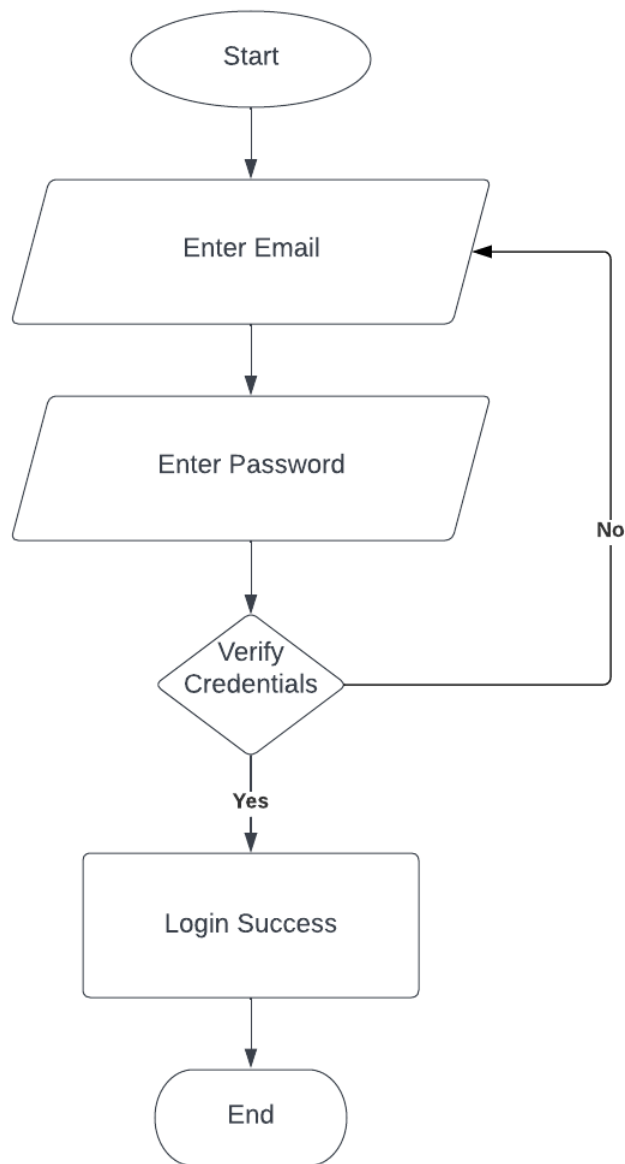 Start
Enter Email
Enter Password
No
Verify
Credentials
Yes
Login Success
End